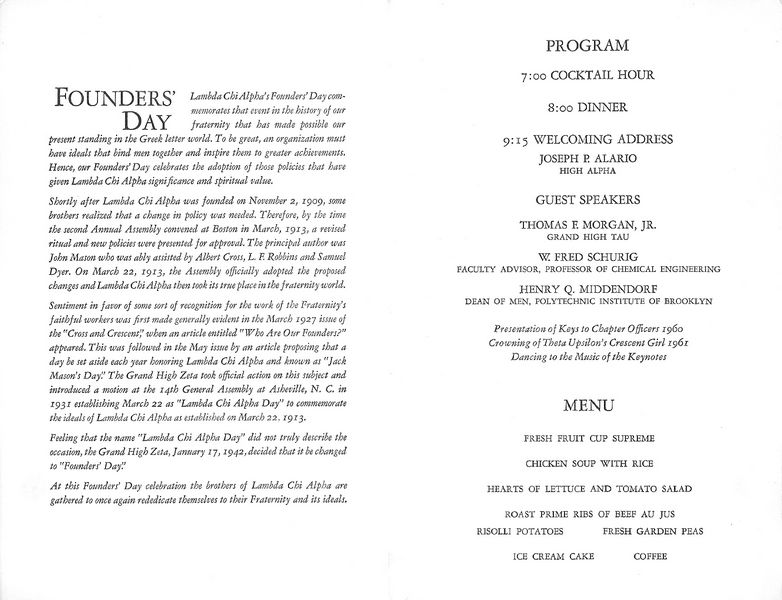 FOUNDERS'
DAY
Lambda Chi Alpha's Founders' Day com-
memorates that event in the history of our
fraternity that has made possible our
present standing in the Greek letter world. To be great, an organization must
have ideals that bind men together and inspire them to greater achievements.
Hence, our Founders' Day celebrates the adoption of those policies that have
given Lambda Chi Alpha significance and spiritual value.
Shortly after Lambda Chi Alpha was founded on November 2, 1909, some
brothers realized that a change in policy was needed. Therefore, by the time
the second Annual Assembly convened at Boston in March, 1913, a revised
ritual and new policies were presented for approval. The principal author was
John Mason who was ably assisted by Albert Cross, L. F. Robbins and Samuel
Dyer. On March 22, 1913, the Assembly officially adopted the proposed
changes and Lambda Chi Alpha then took its true place in the fraternity world.
Sentiment in favor of some sort of recognition for the work of the Fraternity's
faithful workers was first made generally evident in the March 1927 issue of
the "Cross and Crescent," when an article entitled "Who Are Our Founders?"
appeared. This was followed in the May issue by an article proposing that a
day be set aside each year honoring Lambda Chi Alpha and known as "Jack
Mason's Day." The Grand High Zeta took official action on this subject and
introduced a motion at the 14th General Assembly at Asheville, N. C. in
1931 establishing March 22 as "Lambda Chi Alpha Day" to commemorate
the ideals of Lambda Chi Alpha as established on March 22. 1913.
Feeling that the name "Lambda Chi Alpha Day" did not truly describe the
occasion, the Grand High Zeta, January 17, 1942, decided that it be changed
to "Founders' Day."
At this Founders' Day celebration the brothers of Lambda Chi Alpha are
gathered to once again rededicate themselves to their Fraternity and its ideals.
PROGRAM
7:00 COCKTAIL HOUR
8:00 DINNER
9:15 WELCOMING ADDRESS
JOSEPH P. ALARIO
HIGH ALPHA
GUEST SPEAKERS
THOMAS F. MORGAN, JR.
GRAND HIGH TAU
W. FRED SCHURIG
FACULTY ADVISOR, PROFESSOR OF CHEMICAL ENGINEERING
HENRY Q. MIDDENDORF
DEAN OF MEN, POLYTECHNIC INSTITUTE OF BROOKLYN
Presentation of Keys to Chapter Officers 1960
Crowning of Theta Upsilon's Crescent Girl 1961
Dancing to the Music of the Keynotes
MENU
FRESH FRUIT CUP SUPREME
CHICKEN SOUP WITH RICE
HEARTS OF LETTUCE AND TOMATO SALAD
ROAST PRIME RIBS OF BEEF AU JUS
RISOLLI POTATOES FRESH GARDEN PEAS
ICE CREAM CAKE COFFEE